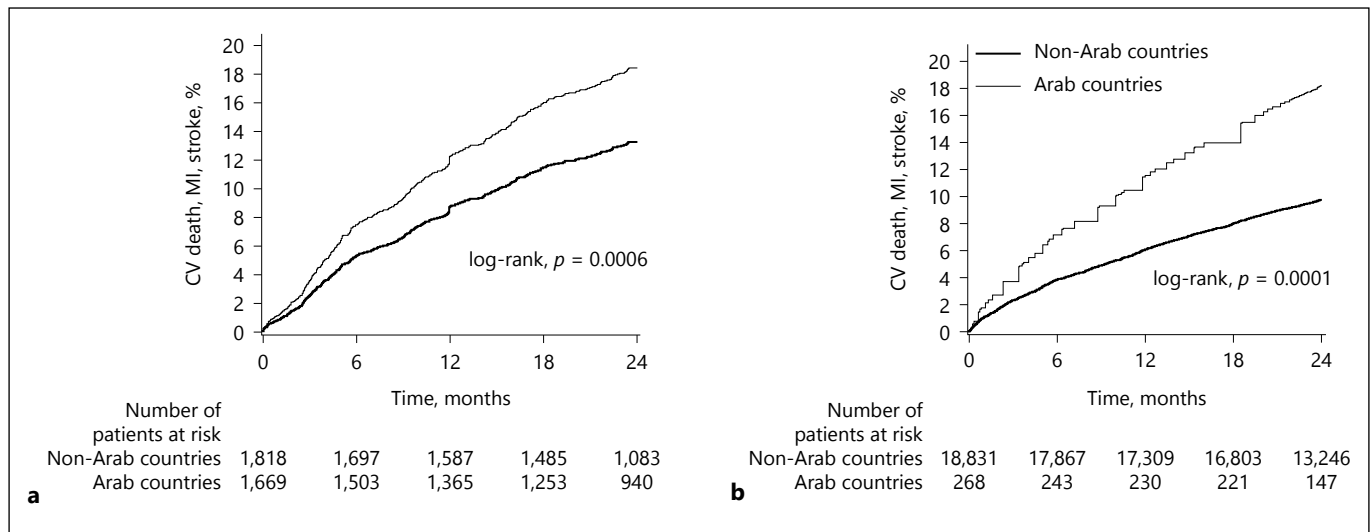 20
18
16
14
12
10
8
6
4
2
0
CV death, MI, stroke, %
log-rank, p = 0.0006
0 6 12 18 24
Time, months
Number of
patients at risk
Non-Arab countries 1,818 1,697 1,587 1,485 1,083
Arab countries 1,669 1,503 1,365 1,253 940
a
Non-Arab countries
Arab countries
20
18
16
14
12
10
8
6
4
2
0
CV death, MI, stroke, %
log-rank, p = 0.0001
0 6 12 18 24
Time, months
Number of
patients at risk
Non-Arab countries 18,831 17,867 17,309 16,803 13,246
Arab countries 268 243 230 221 147
b